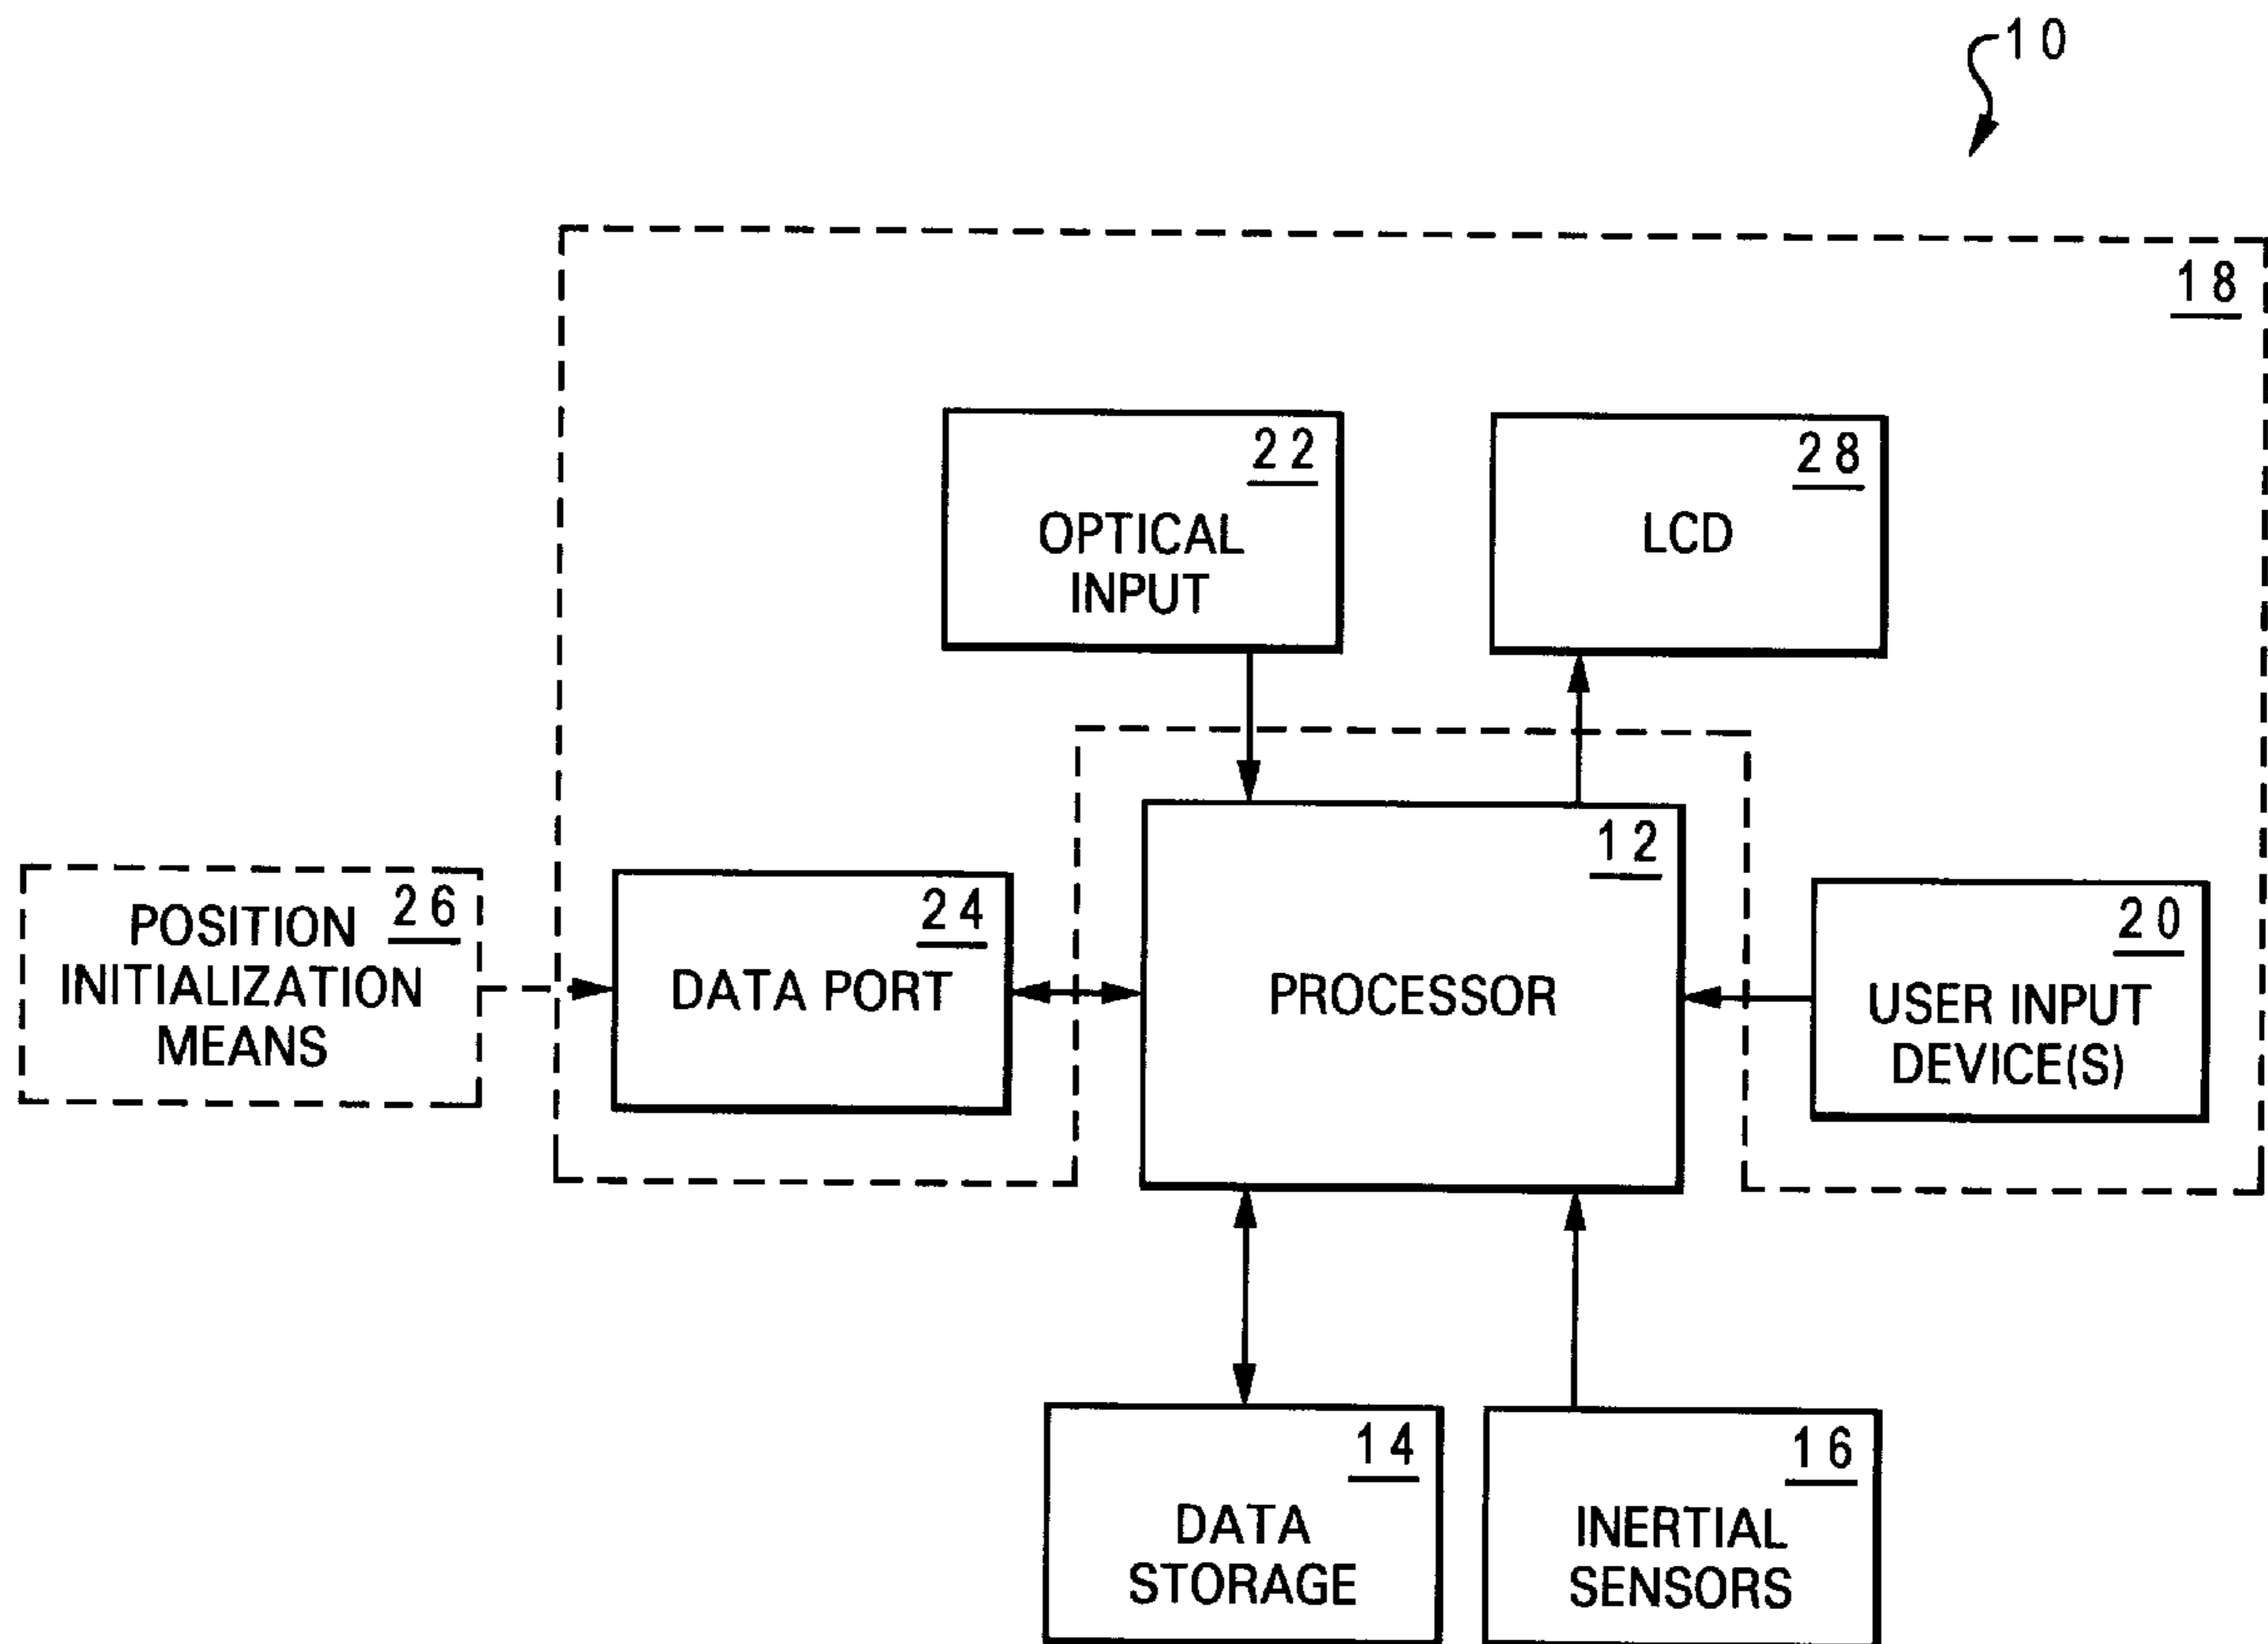 10
18
22
OPTICAL
INPUT
28
LCD
12
PROCESSOR
26
POSITION
INITIALIZATION
MEANS
24
DATA PORT
20
USER INPUT
DEVICE(S)
14
DATA
STORAGE
16
INERTIAL
SENSORS